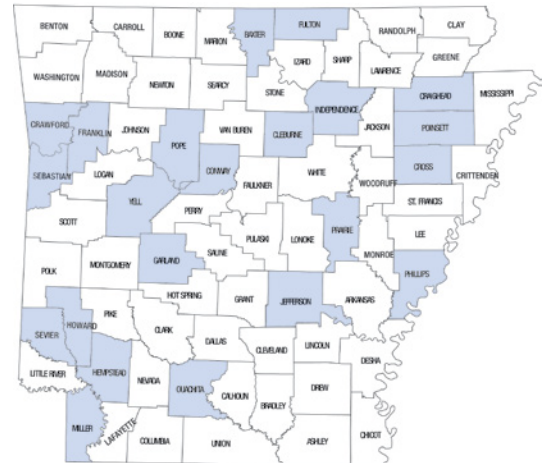 BENTON
CARROLL
BOONE
MARION
BAXTER
FULTON
RANDOLPH
CLAY
IZARD
SHARP
GREENE
WASHINGTON
MADISON
NEWTON
SEARCY
STONE
LAWRENCE
CRAIGHEAD
MISSISSIPPI
CRAWFORD
FRANKLIN
JOHNSON
POPE
VAN BUREN
CLEBURNE
INDEPENDENCE
JACKSON
POINSETT
SEBASTIAN
LOGAN
CONWAY
FAULKNER
WHITE
WOODRUFF
CROSS
CRITTENDEN
YELL
ST. FRANCIS
SCOTT
PERRY
PULASKI
LONOKE
PRAIRIE
MONROE
LEE
POLK
MONTGOMERY
GARLAND
SALINE
PHILLIPS
HOT SPRING
GRANT
JEFFERSON
ARKANSAS
SEVIER
HOWARD
PIKE
CLARK
DALLAS
CLEVELAND
LINCOLN
DESHA
LITTLE RIVER
HEMPSTEAD
NEVADA
OUACHITA
CALHOUN
BRADLEY
DREW
MILLER
LAFAYETTE
COLUMBIA
UNION
ASHLEY
CHICOT